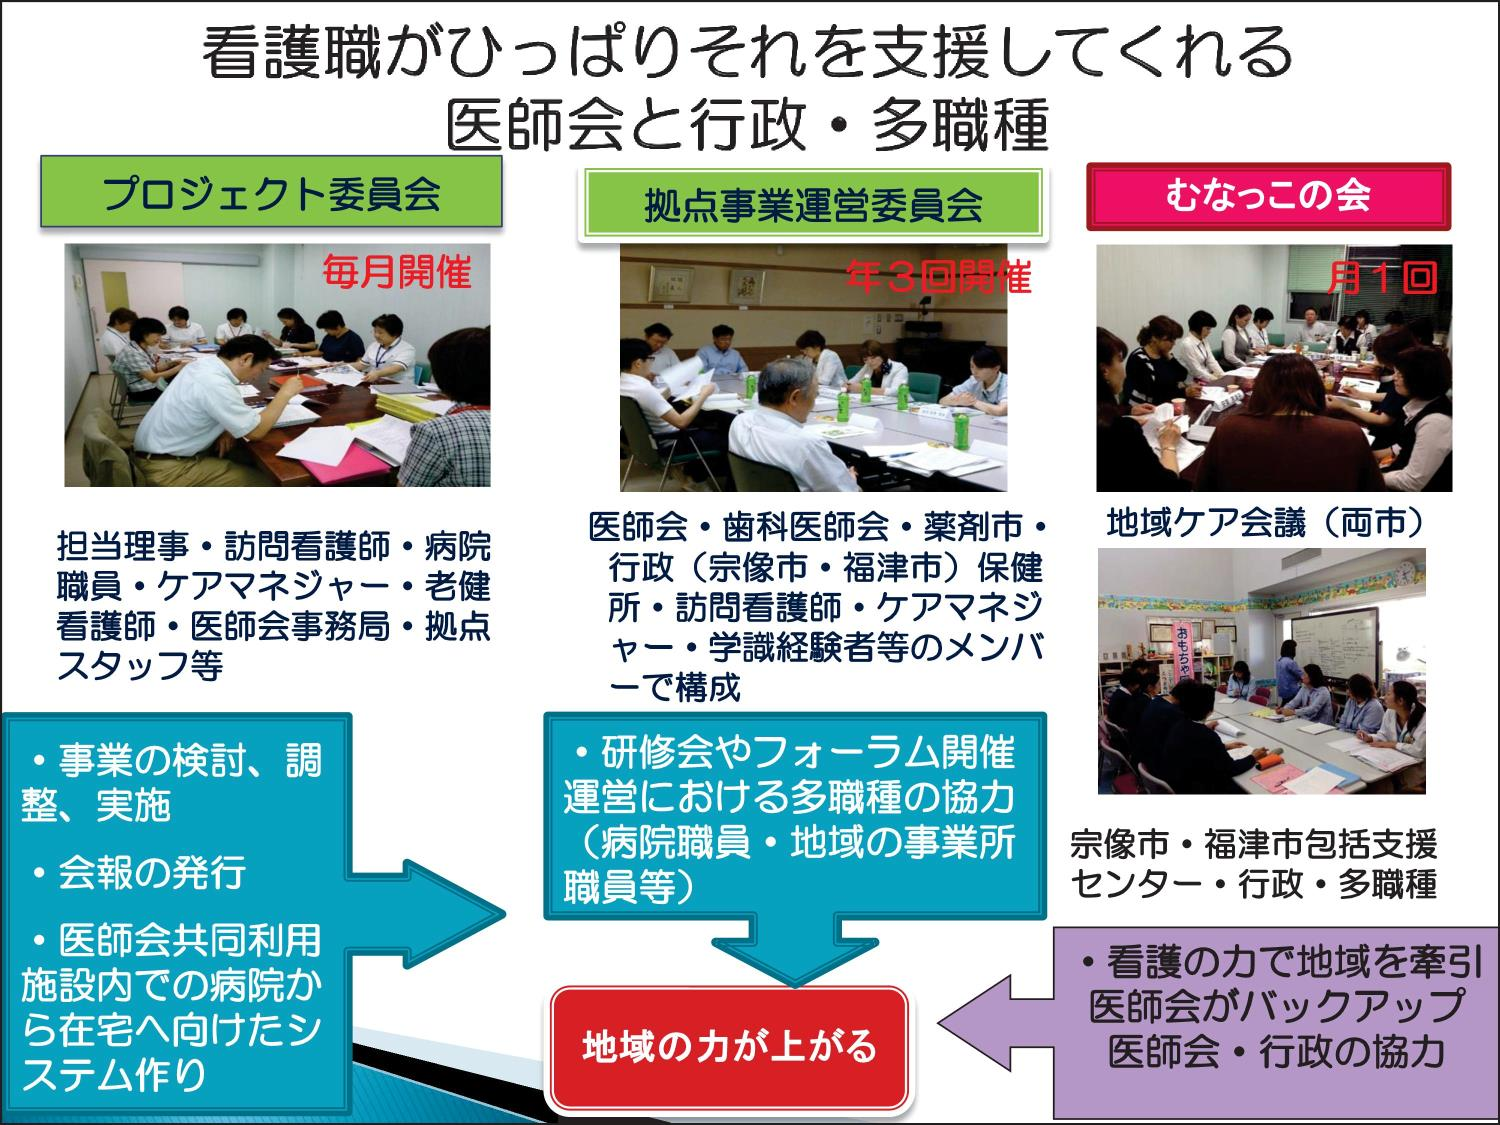 看護職がひっぱりそれを支援してくれる
医師会と行政・多職種
プロジェクト委員会
毎月開催
担当理事・訪問看護師・病院
職員・ケアマネジャー・老健
看護師・医師会事務局・拠点
スタッフ等
・事業の検討、調
整、実施
・会報の発行
・医師会共同利用
施設内での病院か
ら在宅へ向けたシ
ステム作り
拠点事業運営委員会
年３回開催
医師会・歯科医師会・薬剤市・
行政（宗像市・福津市）保健
所・訪問看護師・ケアマネジ
ャー・学識経験者等のメンバ
ーで構成
・研修会やフォーラム開催
運営における多職種の協力
（病院職員・地域の事業所
職員等）
むなっこの会
月１回
地域ケア会議（両市）
おもちゃ
宗像市・福津市包括支援
センター・行政・多職種
・看護の力で地域を牽引
医師会がバックアップ
医師会・行政の協力
地域の力が上がる